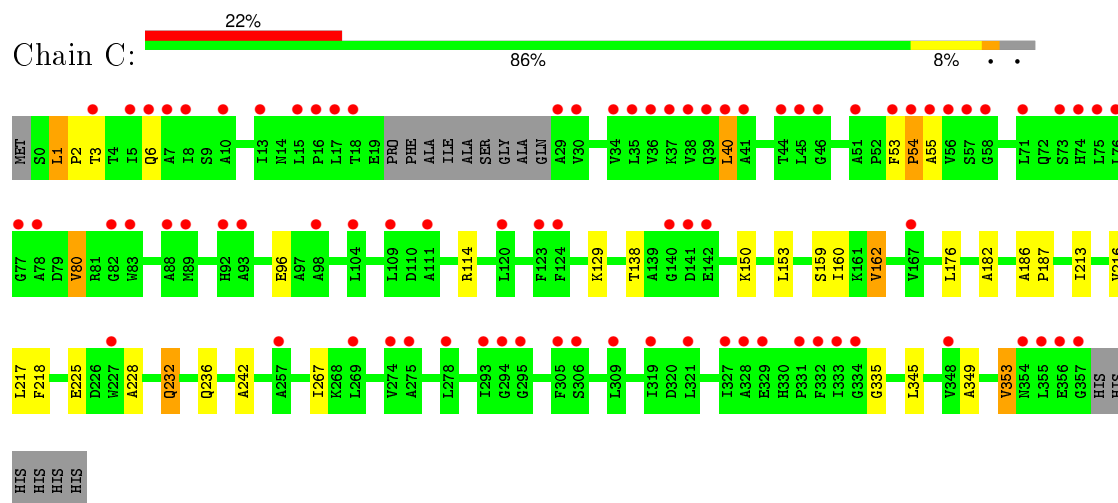 22%
Chain C:
86% 8% • •
MET S0 L1 P2 T3 T4 I5 Q6 A7 I8 S9 A10 I13 N14 L15 P16 L17 T18 E19 PRO PHE ALA ILE ALA SER GLY ALA GLN A29 V30 V34 L35 V36 K37 V38 Q39 L40 A41 T44 L45 G46 A51 P52 F53 P54 A55 V56 S57 G58 L71 Q72 S73 H74 L75 L76
G77 A78 D79 V80 R81 G82 W83 A88 M89 H92 A93 E96 A97 A98 L104 L109 D110 A111 R114 L120 F123 F124 K129 T138 A139 G140 D141 E142 K150 L153 S159 I160 K161 V162 V167 L176 A182 A186 P187 I213 V216
L217 F218 E225 D226 W227 A228 Q232 Q236 A242 A257 I267 K268 L269 V274 A275 L278 I293 G294 G295 F305 S306 L309 I319 D320 L321 I327 A328 E329 H330 P331 F332 I333 G334 G335 L345 V348 A349 V353 N354 L355 E356 G357 HIS HIS
HIS HIS HIS HIS